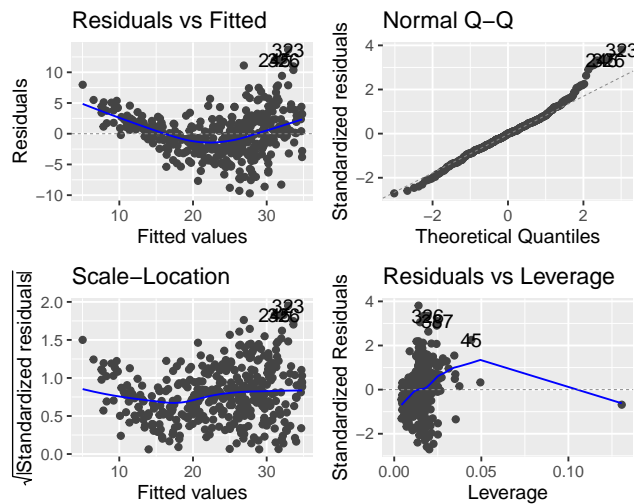 Residuals vs Fitted
323
10
5
0
−5
−10
10
20
30
Residuals
Fitted values
Normal Q−Q
323
4
2
0
−2
−2
0
2
Standardized residuals
Theoretical Quantiles
Scale−Location
323
2.0
1.5
1.0
0.5
0.0
10
20
30
√|Standardized residuals|
Fitted values
Residuals vs Leverage
45
4
2
0
−2
0.00
0.05
0.10
Standardized Residuals
Leverage